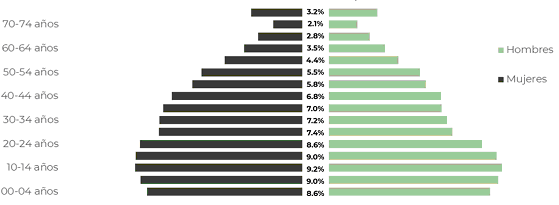 3.2%
70-74 años 2.1%
2.8%
60-64 años 3.5%
4.4%
50-54 años 5.5%
5.8%
40-44 años 6.8%
7.0%
30-34 años 7.2%
7.4%
20-24 años 8.6%
9.0%
10-14 años 9.2%
9.0%
00-04 años 8.6%
Hombres
Mujeres